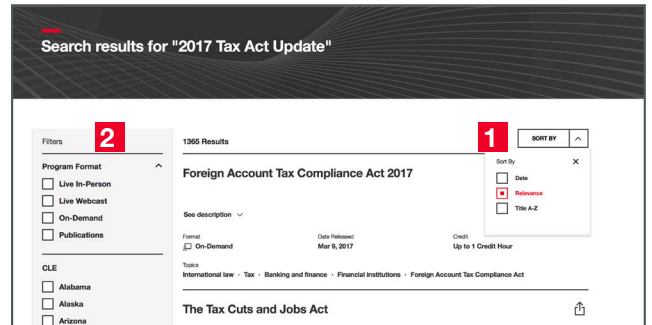 Search results for "2017 Tax Act Update"
Filters
2
1365 Results
1
SORT BY
Program Format
Live In-Person
Live Webcast
On-Demand
Publications
CLE
Alabama
Alaska
Arizona
Sort By
Date
Relevance
Title A-Z
Foreign Account Tax Compliance Act 2017
See description
Format
Date Released
Credit
On-Demand
Mar 9, 2017
Up to 1 Credit Hour
Topics
International law · Tax · Banking and finance · Financial institutions · Foreign Account Tax Compliance Act
The Tax Cuts and Jobs Act